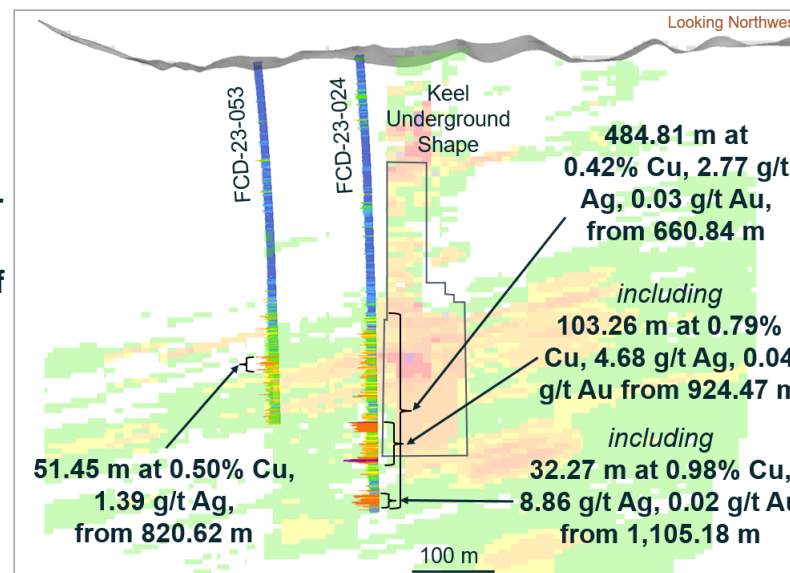 Looking Northwes
FCD-23-053
FCD-23-024
Keel
Underground
Shape
484.81 m at
0.42% Cu, 2.77 g/t
Ag, 0.03 g/t Au,
from 660.84 m
including
103.26 m at 0.79%
Cu, 4.68 g/t Ag, 0.04
g/t Au from 924.47 m
including
32.27 m at 0.98% Cu,
8.86 g/t Ag, 0.02 g/t Au
from 1,105.18 m
51.45 m at 0.50% Cu,
1.39 g/t Ag,
from 820.62 m
100 m